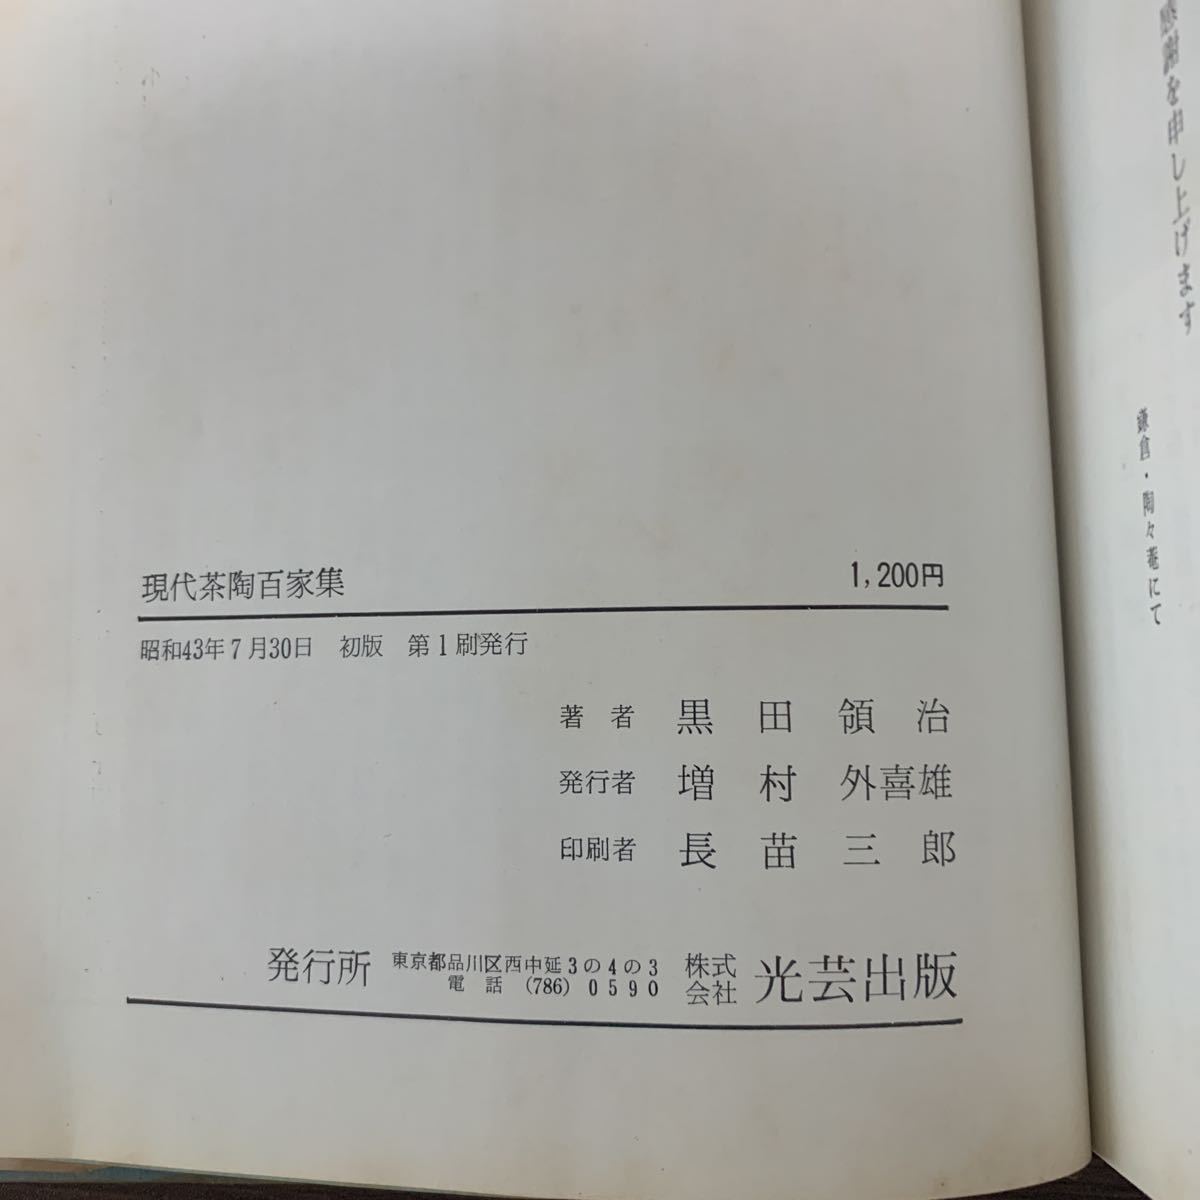 感謝を申し上げます
鎌倉・陶々菴にて
現代茶陶百家集 1,200円
昭和43年7月30日 初版 第1刷発行
著者 黒田領治
発行者 増村外喜雄
印刷者 長苗三郎
発行所 東京都品川区西中延3の4の3 株式会社 光芸出版
電話 (786) 0590